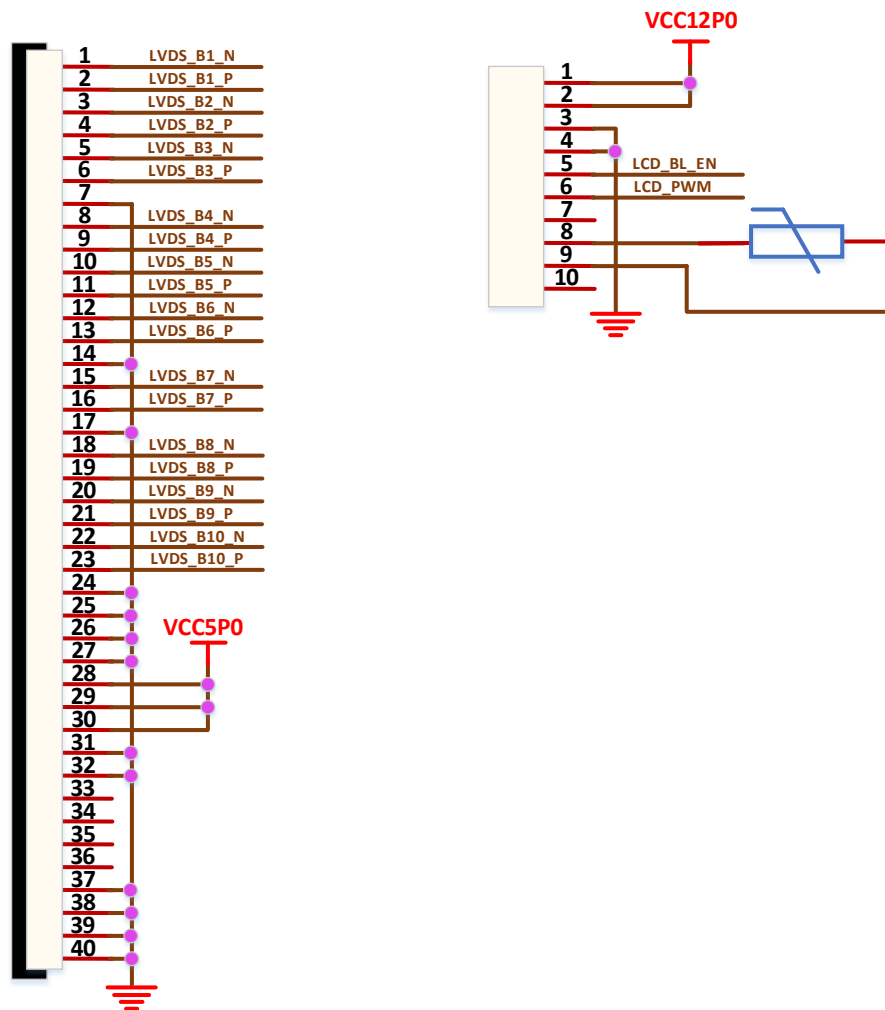 1 LVDS_B1_N
2 LVDS_B1_P
3 LVDS_B2_N
4 LVDS_B2_P
5 LVDS_B3_N
6 LVDS_B3_P
7
8 LVDS_B4_N
9 LVDS_B4_P
10 LVDS_B5_N
11 LVDS_B5_P
12 LVDS_B6_N
13 LVDS_B6_P
14
15 LVDS_B7_N
16 LVDS_B7_P
17
18 LVDS_B8_N
19 LVDS_B8_P
20 LVDS_B9_N
21 LVDS_B9_P
22 LVDS_B10_N
23 LVDS_B10_P
24
25
26
27
VCC5P0
28
29
30
31
32
33
34
35
36
37
38
39
40
VCC12P0
1
2
3
4
5 LCD_BL_EN
6 LCD_PWM
7
8
9
10